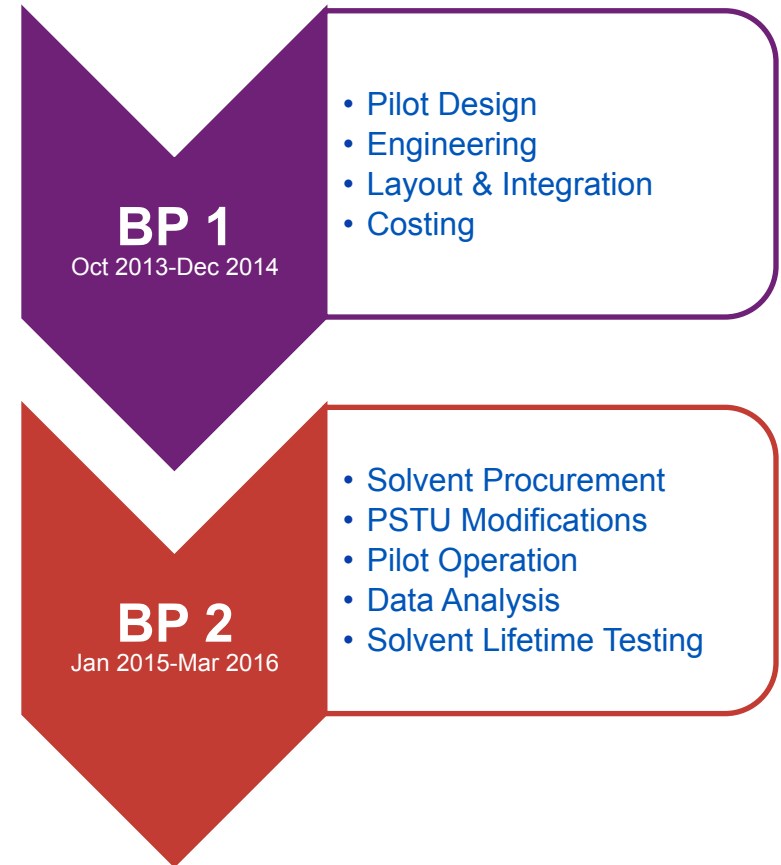 BP 1
Oct 2013-Dec 2014
• Pilot Design
• Engineering
• Layout & Integration
• Costing
BP 2
Jan 2015-Mar 2016
• Solvent Procurement
• PSTU Modifications
• Pilot Operation
• Data Analysis
• Solvent Lifetime Testing